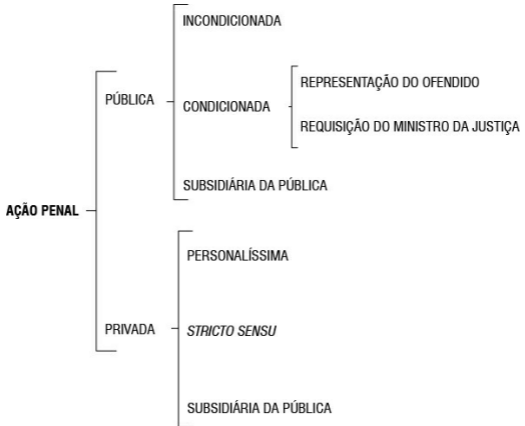 AÇÃO PENAL
PÚBLICA
INCONDICIONADA
CONDICIONADA
REPRESENTAÇÃO DO OFENDIDO
REQUISIÇÃO DO MINISTRO DA JUSTIÇA
SUBSIDIÁRIA DA PÚBLICA
PRIVADA
PERSONALÍSSIMA
STRICTO SENSU
SUBSIDIÁRIA DA PÚBLICA